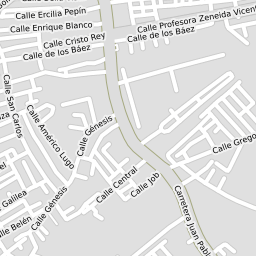 Calle Ercilia Pepín
Calle Profesora Zeneida Vicent
Calle Enrique Blanco
Calle Cristo Rey
Calle de los Báez
Calle de los Báez
Calle San Carlos
Calle Américo Lugo
Calle Génesis
Calle Grego
Calle Central
Calle Job
Galilea
Calle Génesis
Calle Belén
Carretera Juan Pabl